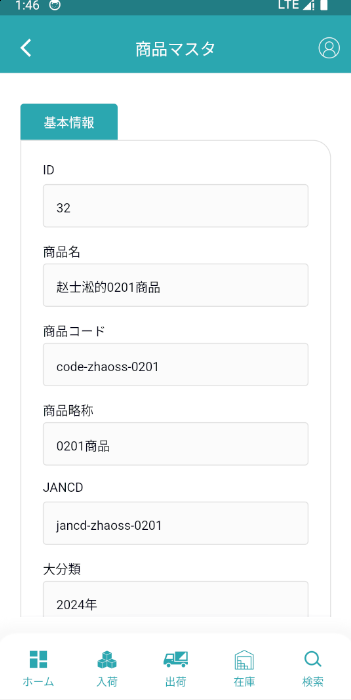 1:46 LTE
商品マスタ
基本情報
ID
32
商品名
赵士淞的0201商品
商品コード
code-zhaoss-0201
商品略称
0201商品
JANCD
jancd-zhaoss-0201
大分類
2024年
ホーム 入荷 出荷 在庫 検索